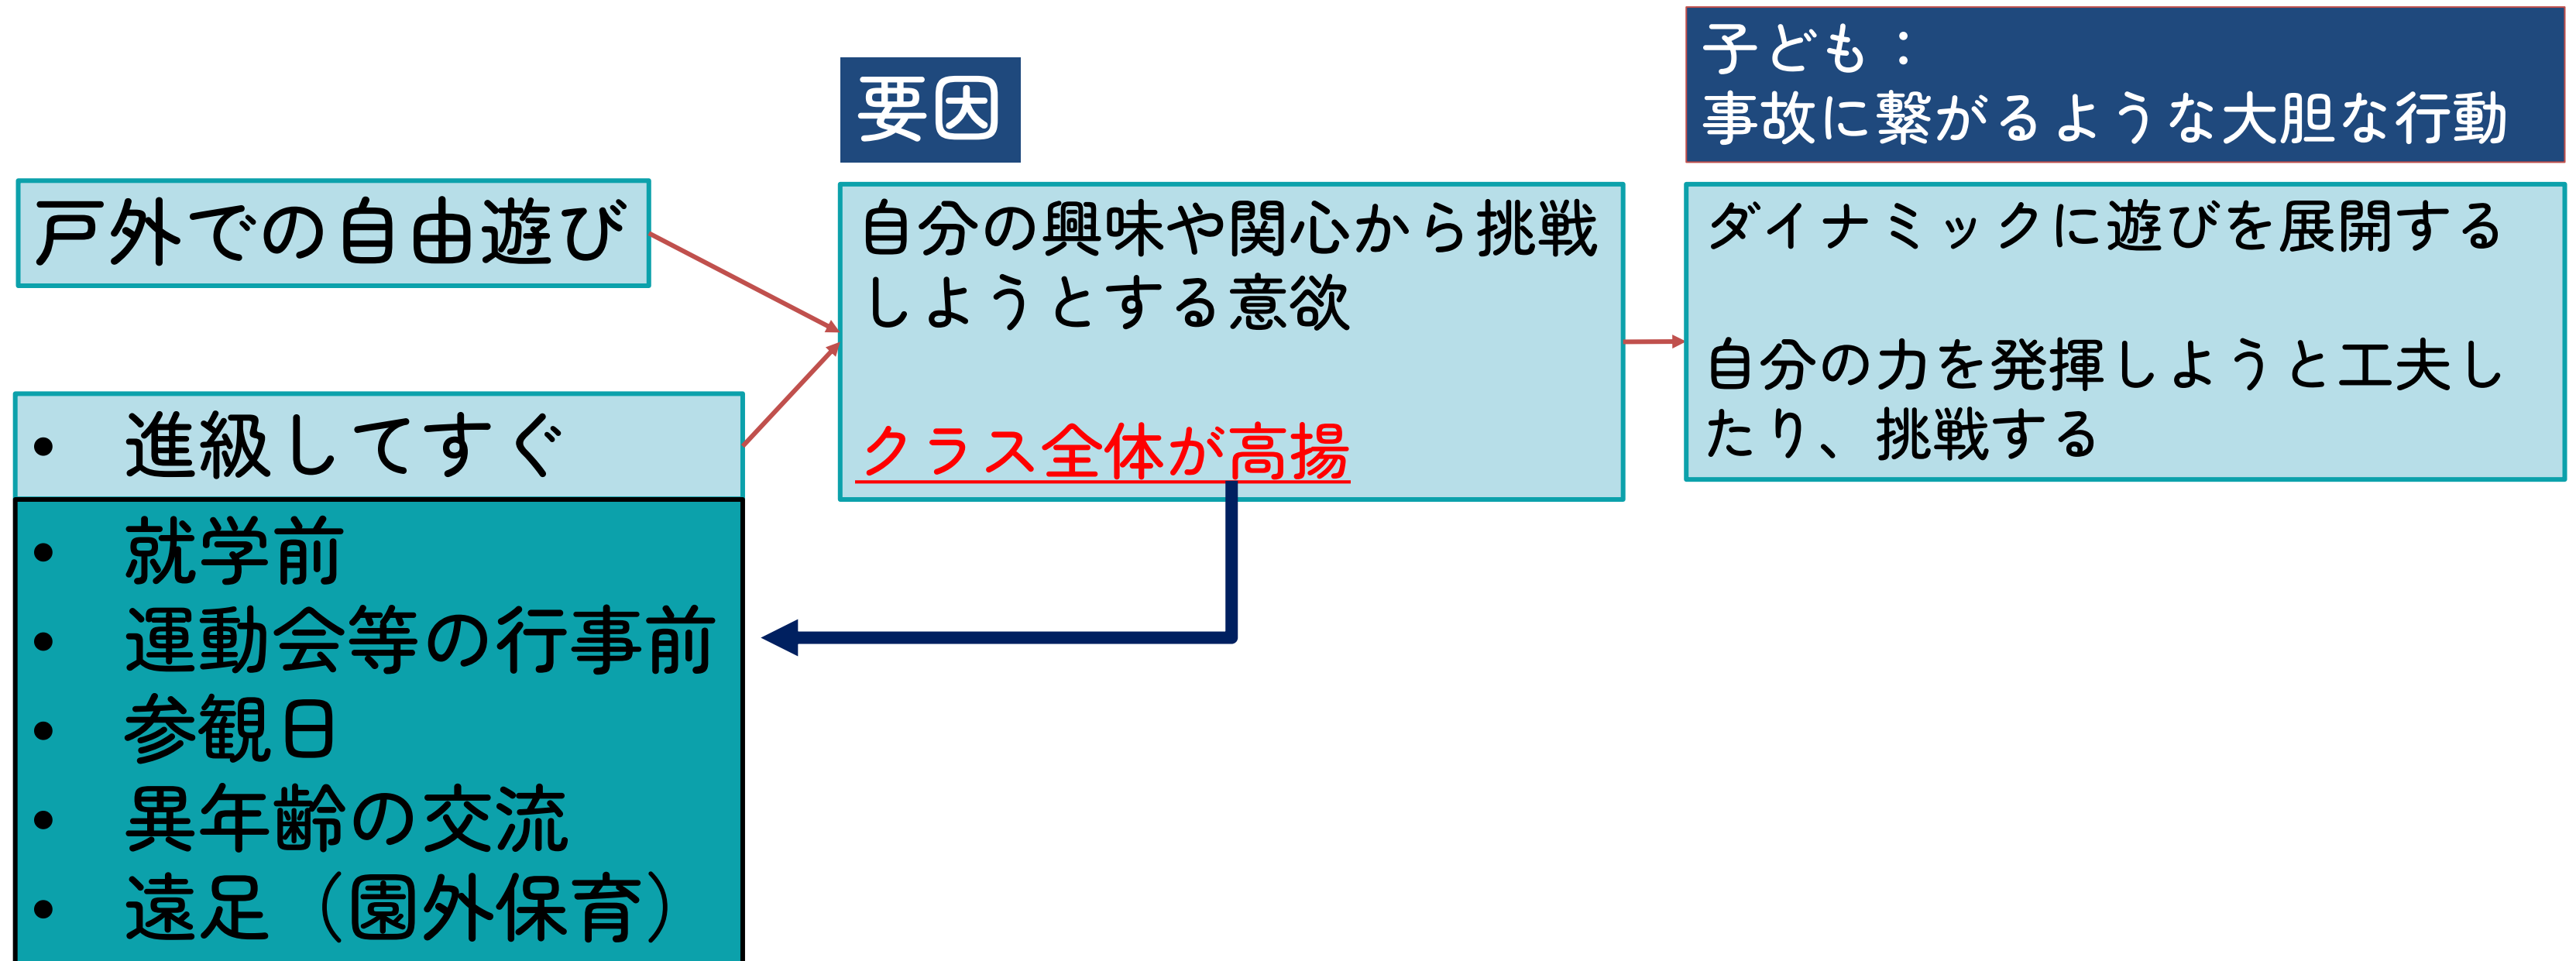 子ども：
事故に繋がるような大胆な行動
要因
戸外での自由遊び
• 進級してすぐ
• 就学前
• 運動会等の行事前
• 参観日
• 異年齢の交流
• 遠足（園外保育）
自分の興味や関心から挑戦
しようとする意欲
クラス全体が高揚
ダイナミックに遊びを展開する
自分の力を発揮しようと工夫し
たり、挑戦する